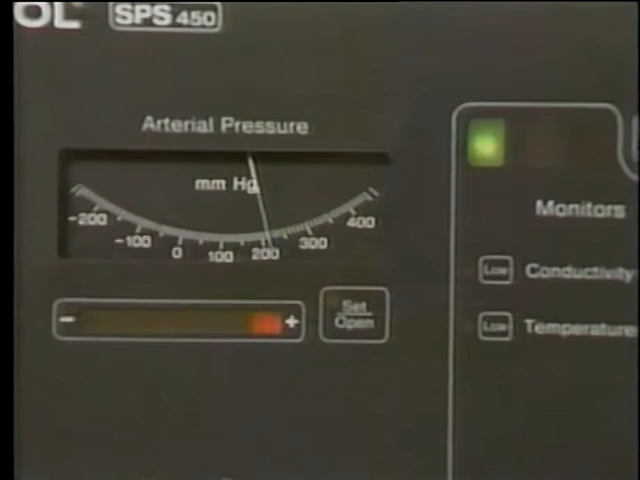 OL
SPS 450
Arterial Pressure
mm Hg
-200 -100 0 100 200 300 400
- +
Set
Open
Monitors
Low Conductivity
Low Temperature